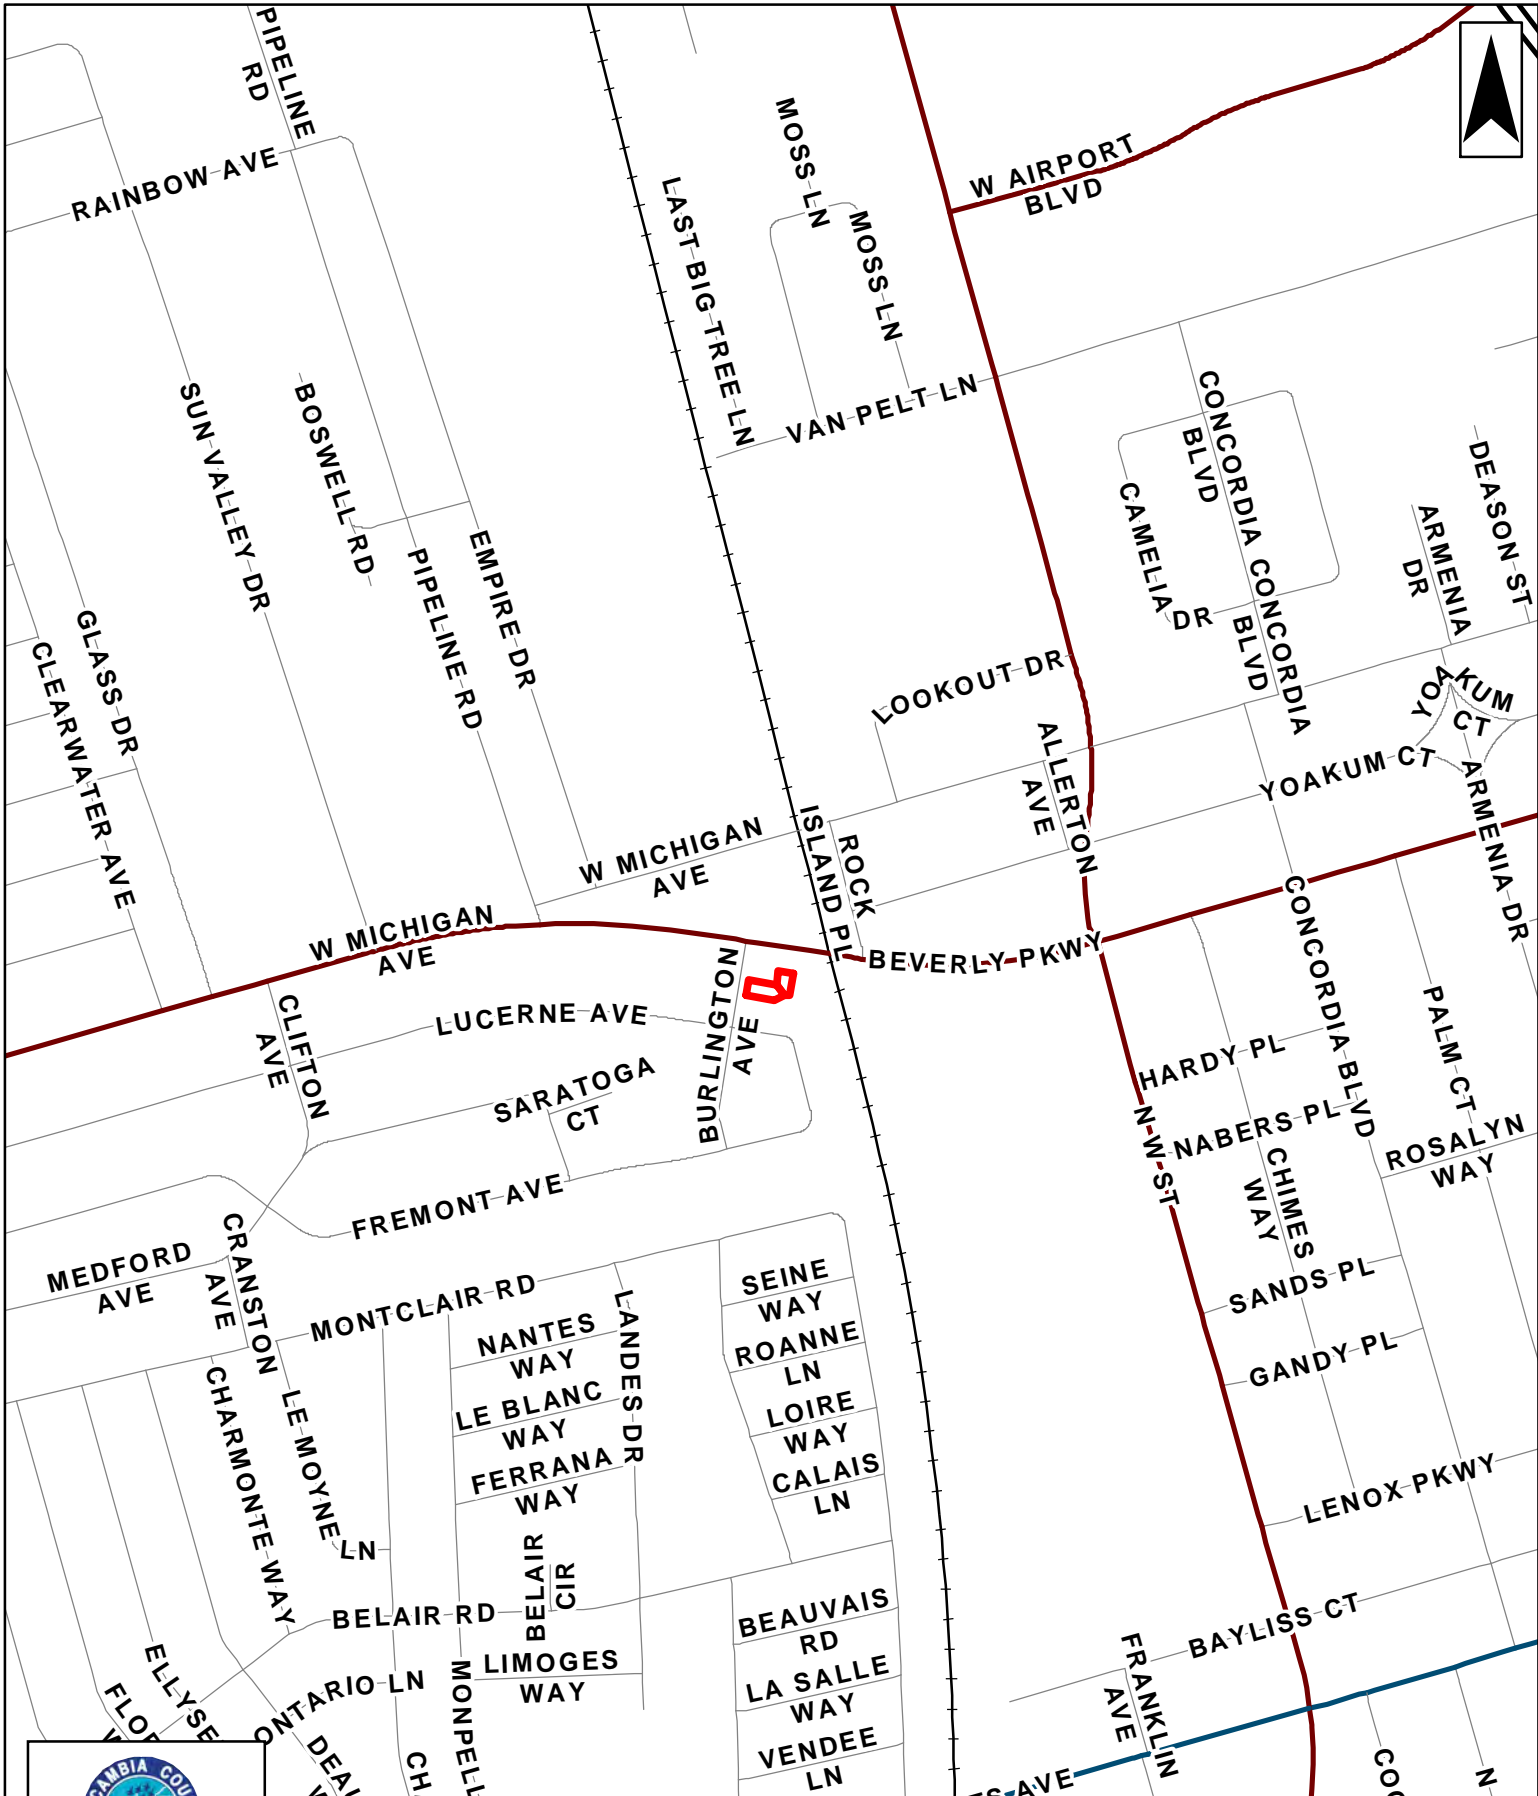 PIPELINE
RD
RAINBOW AVE
MOSS LN
MOSS LN
W AIRPORT
BLVD
LAST BIG TREE LN
VAN PELT LN
SUN VALLEY DR
BOSWELL RD
PIPELINE RD
EMPIRE DR
CONCORDIA
BLVD
CONCORDIA
BLVD
CAMELIA
DR
ARMENIA
DR
DEASON ST
GLASS DR
CLEARWATER AVE
LOOKOUT DR
YOAKUM
CT
YOAKUM CT
ALLERTON
AVE
ARMENIA DR
W MICHIGAN
AVE
ROCK
ISLAND PL
W MICHIGAN
AVE
BEVERLY PKWY
CONCORDIA BLVD
PALM CT
CLIFTON
AVE
LUCERNE AVE
BURLINGTON
AVE
SARATOGA
CT
HARDY PL
N W ST
NABERS PL
ROSALYN
WAY
CHIMES
WAY
FREMONT AVE
MEDFORD
AVE
CRANSTON
AVE
MONTCLAIR RD
SEINE
WAY
SANDS PL
NANTES
WAY
LANDES DR
ROANNE
LN
GANDY PL
CHARMONTE WAY
LE MOYNE
LN
LE BLANC
WAY
LOIRE
WAY
FERRANA
WAY
CALAIS
LN
LENOX PKWY
BELAIR
CIR
BELAIR RD
BEAUVAIS
RD
BAYLISS CT
LIMOGES
WAY
LA SALLE
WAY
FRANKLIN
AVE
ELLYSE
ONTARIO LN
VENDEE
LN
AVE
N